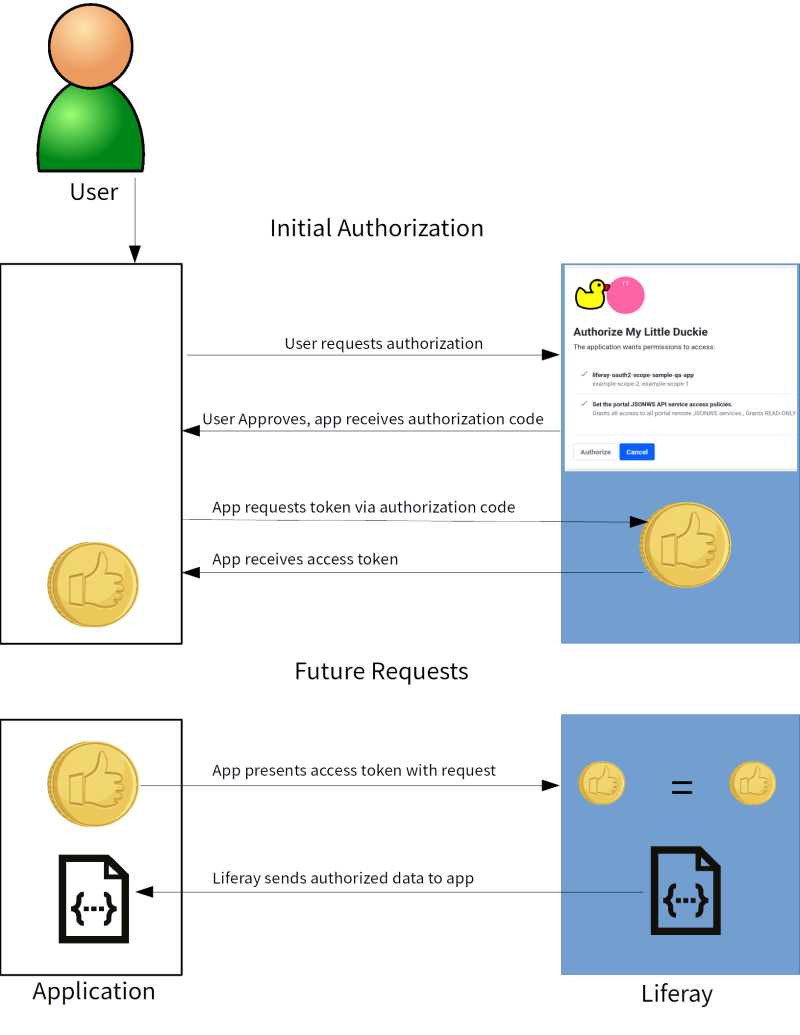 User
Initial Authorization
TT
Authorize My Little Duckie
The application wants permissions to access:
User requests authorization
liferay-oauth2-scope-sample-qa-app
example-scope-2, example-scope-1
Set the portal JSONWS API service access policies.
Grants all access to all portal remote JSONWS services., Grants READ-ONLY
User Approves, app receives authorization code
Authorize Cancel
App requests token via authorization code
App receives access token
Future Requests
App presents access token with request
=
Liferay sends authorized data to app
{...} {...}
Application
Liferay